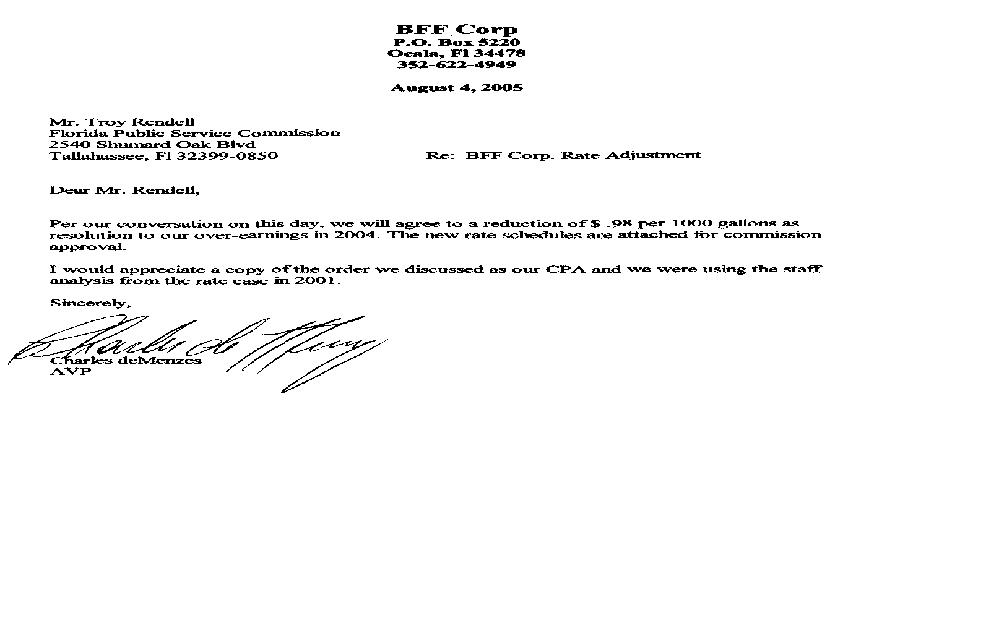 BFF Corp
P.O. Box 5220
Ocala, Fl 34478
352-622-4949
August 4, 2005
Mr. Troy Rendell
Florida Public Service Commission
2540 Shumard Oak Blvd
Tallahassee, Fl 32399-0850
Re: BFF Corp. Rate Adjustment
Dear Mr. Rendell,
Per our conversation on this day, we will agree to a reduction of $ .98 per 1000 gallons as
resolution to our over-earnings in 2004. The new rate schedules are attached for commission
approval.
I would appreciate a copy of the order we discussed as our CPA and we were using the staff
analysis from the rate case in 2001.
Sincerely,
Charles deMenzes
AVP